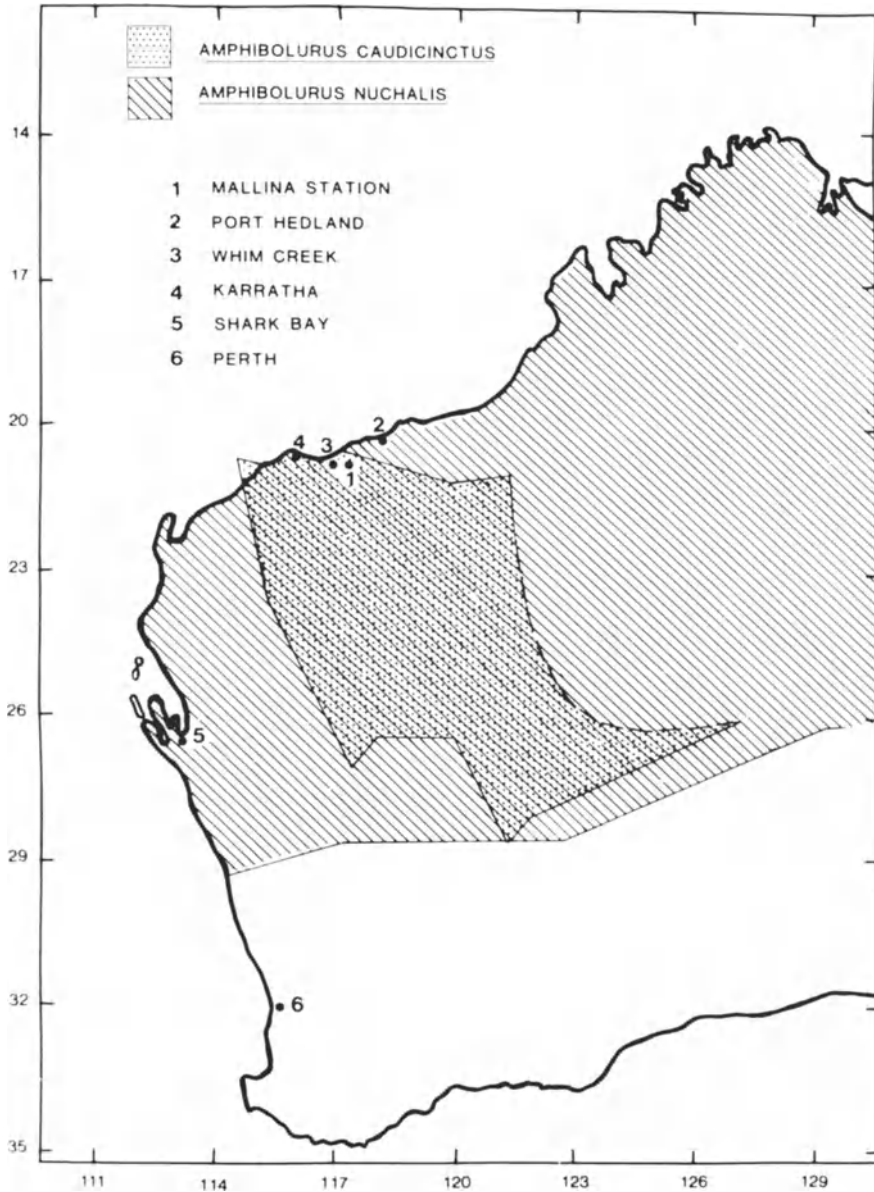 AMPHIBOLURUS CAUDICINCTUS
AMPHIBOLURUS NUCHALIS
1 MALLINA STATION
2 PORT HEDLAND
3 WHIM CREEK
4 KARRATHA
5 SHARK BAY
6 PERTH
14
17
20
23
26
29
32
35
2
4 3
1
5
6
111 114 117 120 123 126 129